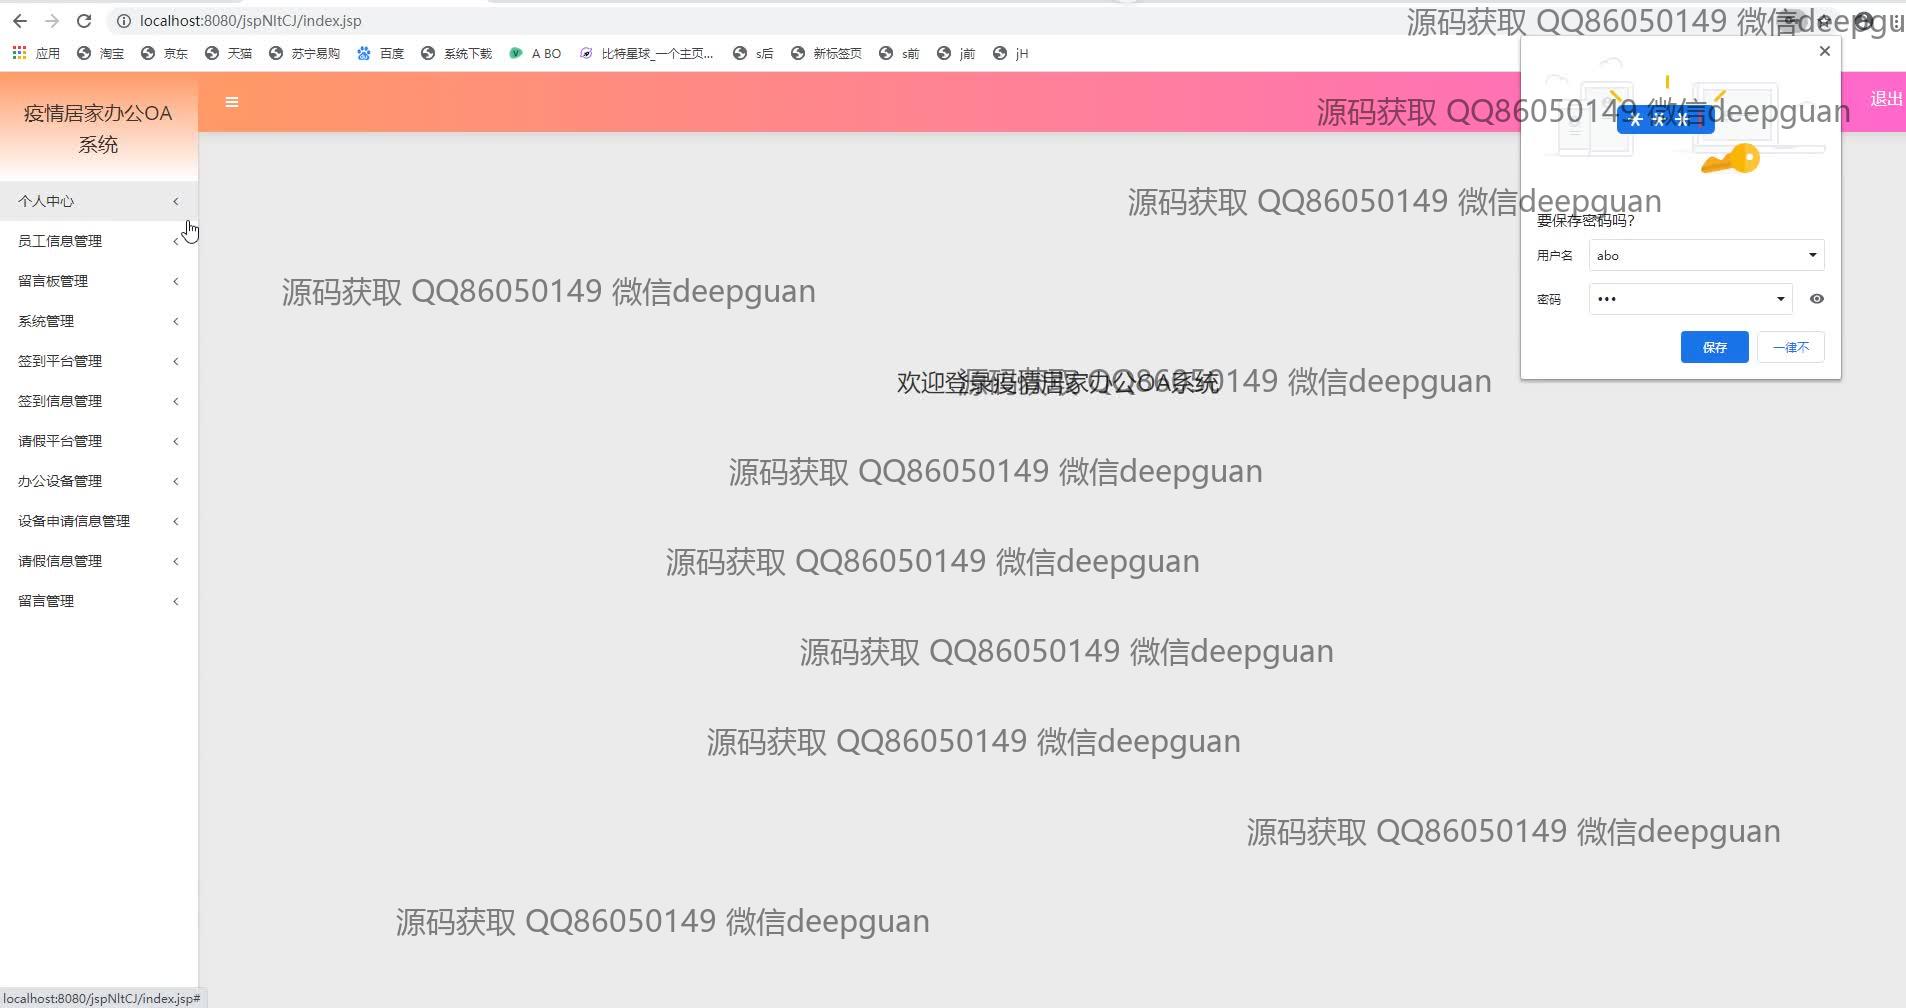 localhost:8080/jspNltCJ/index.jsp
源码获取 QQ86050149 微信deepgu
应用 淘宝 京东 天猫 苏宁易购 百度 系统下载 A BO 比特星球_一个主页... s后 新标签页 s前 j前 jH
疫情居家办公OA
系统
退出
源码获取 QQ86050149 微信deepguan
***
个人中心
源码获取 QQ86050149 微信deepguan
要保存密码吗?
员工信息管理
用户名 abo
留言板管理
源码获取 QQ86050149 微信deepguan
密码 •••
系统管理
保存 一律不
签到平台管理
欢迎登录疫情居家办公OA系统
源码获取 QQ86050149 微信deepguan
签到信息管理
请假平台管理
源码获取 QQ86050149 微信deepguan
办公设备管理
设备申请信息管理
请假信息管理
源码获取 QQ86050149 微信deepguan
留言管理
源码获取 QQ86050149 微信deepguan
源码获取 QQ86050149 微信deepguan
源码获取 QQ86050149 微信deepguan
源码获取 QQ86050149 微信deepguan
localhost:8080/jspNltCJ/index.jsp#